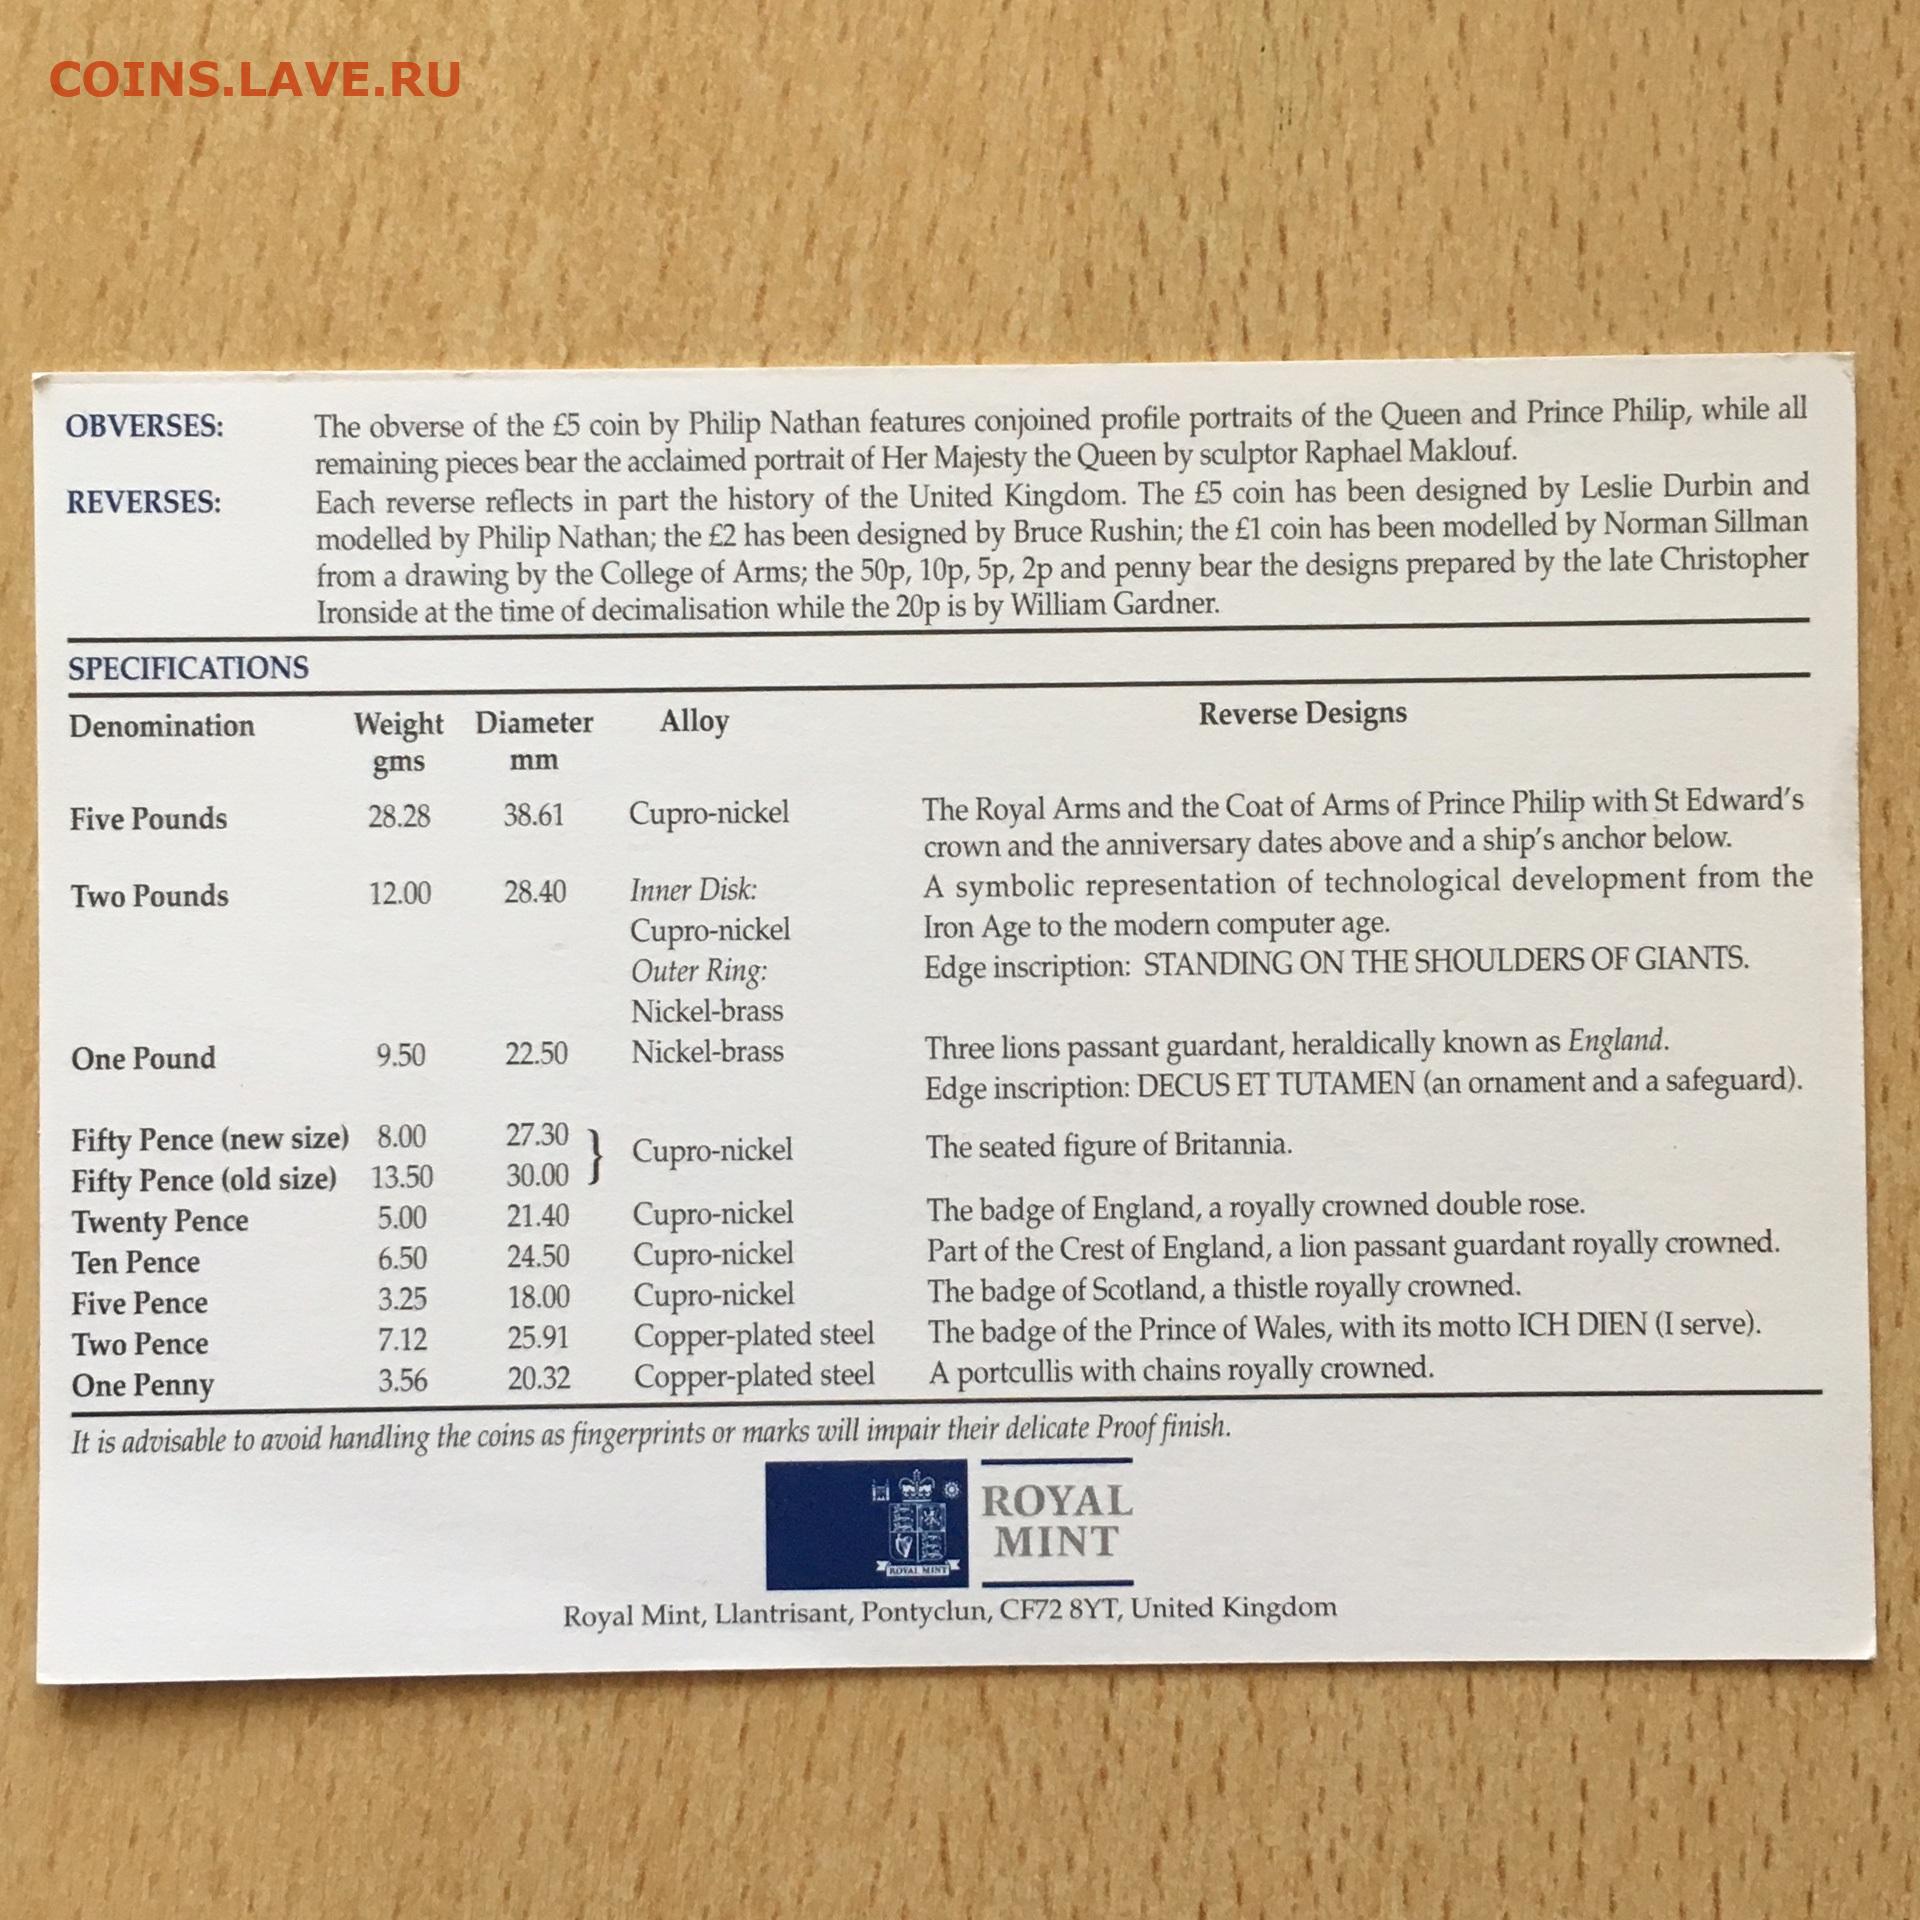 COINS.LAVE.RU
OBVERSES: The obverse of the £5 coin by Philip Nathan features conjoined profile portraits of the Queen and Prince Philip, while all
remaining pieces bear the acclaimed portrait of Her Majesty the Queen by sculptor Raphael Maklouf.
REVERSES: Each reverse reflects in part the history of the United Kingdom. The £5 coin has been designed by Leslie Durbin and
modelled by Philip Nathan; the £2 has been designed by Bruce Rushin; the £1 coin has been modelled by Norman Sillman
from a drawing by the College of Arms; the 50p, 10p, 5p, 2p and penny bear the designs prepared by the late Christopher
Ironside at the time of decimalisation while the 20p is by William Gardner.
SPECIFICATIONS
Denomination Weight Diameter Alloy Reverse Designs
gms mm
Five Pounds 28.28 38.61 Cupro-nickel The Royal Arms and the Coat of Arms of Prince Philip with St Edward's
crown and the anniversary dates above and a ship's anchor below.
Two Pounds 12.00 28.40 Inner Disk: A symbolic representation of technological development from the
Cupro-nickel Iron Age to the modern computer age.
Outer Ring: Edge inscription: STANDING ON THE SHOULDERS OF GIANTS.
Nickel-brass
One Pound 9.50 22.50 Nickel-brass Three lions passant guardant, heraldically known as England.
Edge inscription: DECUS ET TUTAMEN (an ornament and a safeguard).
Fifty Pence (new size) 8.00 27.30 } Cupro-nickel The seated figure of Britannia.
Fifty Pence (old size) 13.50 30.00
Twenty Pence 5.00 21.40 Cupro-nickel The badge of England, a royally crowned double rose.
Ten Pence 6.50 24.50 Cupro-nickel Part of the Crest of England, a lion passant guardant royally crowned.
Five Pence 3.25 18.00 Cupro-nickel The badge of Scotland, a thistle royally crowned.
Two Pence 7.12 25.91 Copper-plated steel The badge of the Prince of Wales, with its motto ICH DIEN (I serve).
One Penny 3.56 20.32 Copper-plated steel A portcullis with chains royally crowned.
It is advisable to avoid handling the coins as fingerprints or marks will impair their delicate Proof finish.
ROYAL
MINT
ROYAL MINT
Royal Mint, Llantrisant, Pontyclun, CF72 8YT, United Kingdom